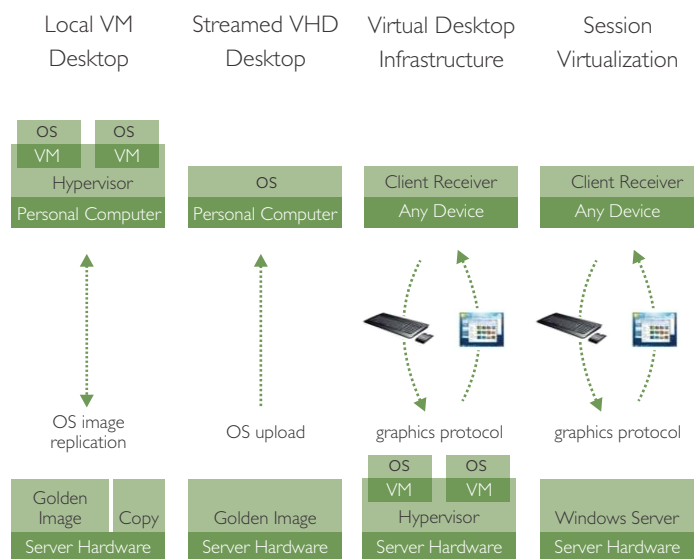 Local VM
Desktop
Streamed VHD
Desktop
Virtual Desktop
Infrastructure
Session
Virtualization
OS
OS
VM
VM
Hypervisor
Personal Computer
OS
Personal Computer
Client Receiver
Any Device
Client Receiver
Any Device
OS image
replication
OS upload
graphics protocol
graphics protocol
Golden
Image
Copy
Server Hardware
Golden Image
Server Hardware
OS
OS
VM
VM
Hypervisor
Server Hardware
Windows Server
Server Hardware